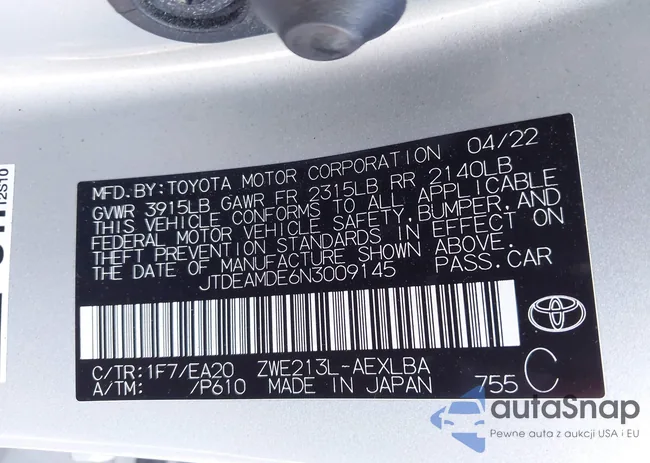 MFD.BY:TOYOTA MOTOR CORPORATION 04/22
GVWR 3915LB GAWR FR 2315LB RR 2140LB
THIS VEHICLE CONFORMS TO ALL APPLICABLE
FEDERAL MOTOR VEHICLE SAFETY,BUMPER,AND
THEFT PREVENTION STANDARDS IN EFFECT ON
THE DATE OF MANUFACTURE SHOWN ABOVE.
JTDEAMDE6N3009145 PASS.CAR
C/TR:1F7/EA20 ZWE213L-AEXLBA
A/TM: /P610 MADE IN JAPAN 755 C
12S10
autoSnap
Pewne auta z aukcji USA i EU